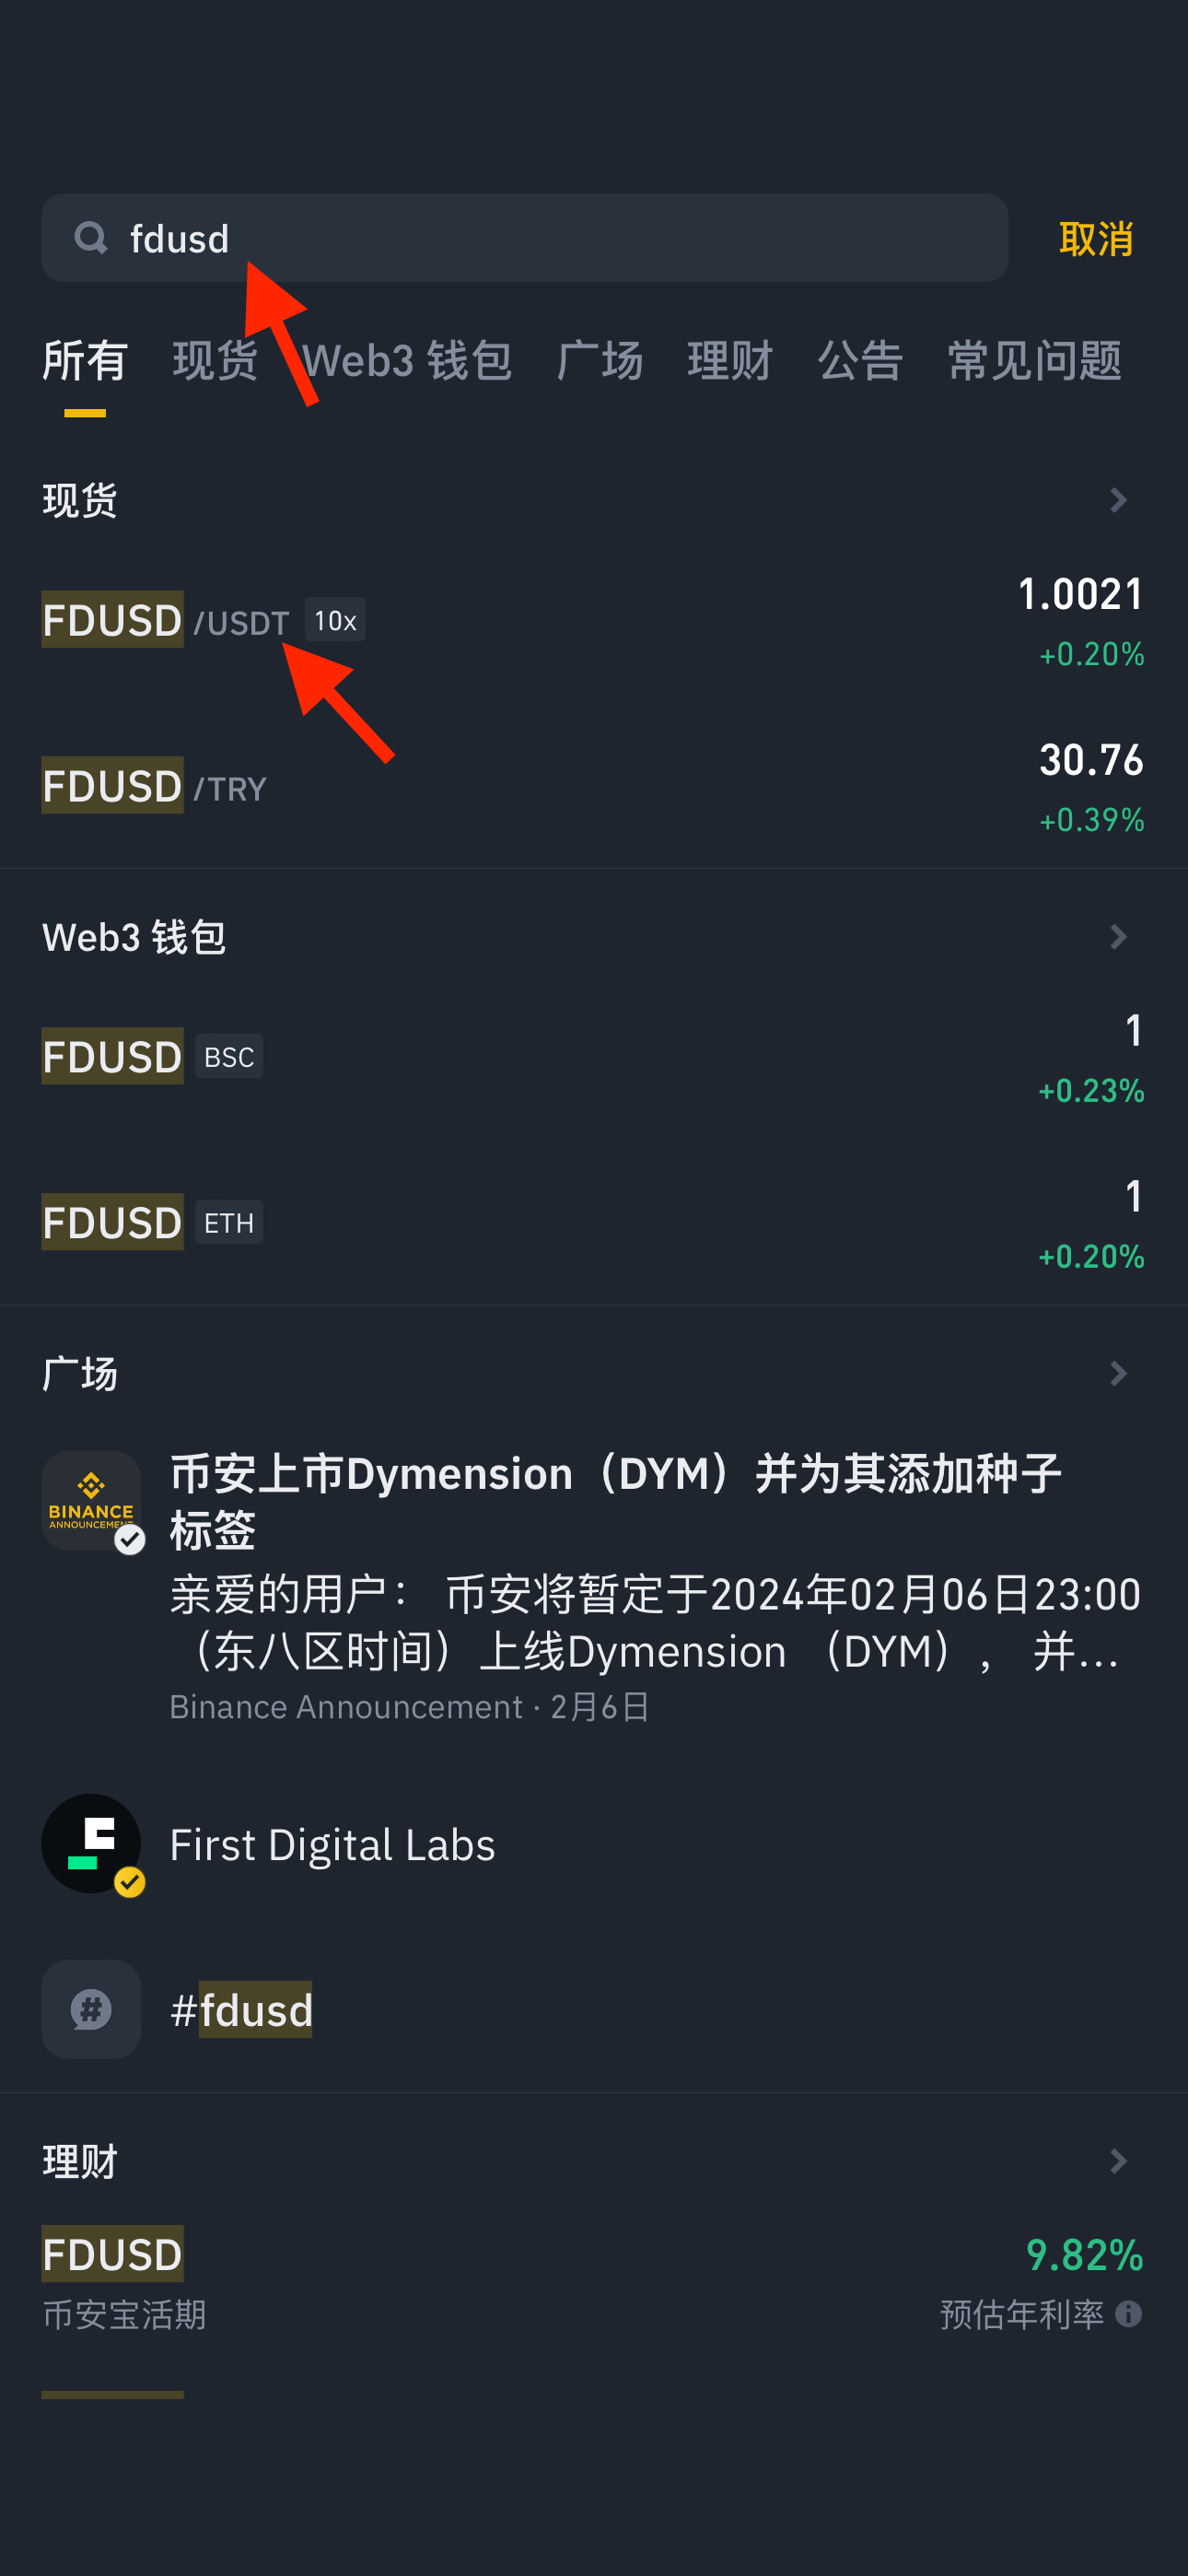 fdusd 取消
所有 现货 Web3 钱包 广场 理财 公告 常见问题
现货
FDUSD /USDT 10x 1.0021
+0.20%
FDUSD /TRY 30.76
+0.39%
Web3 钱包
FDUSD BSC 1
+0.23%
FDUSD ETH 1
+0.20%
广场
BINANCE
ANNOUNCEMENT
币安上市Dymension（DYM）并为其添加种子
标签
亲爱的用户： 币安将暂定于2024年02月06日23:00
（东八区时间）上线Dymension （DYM）， 并...
Binance Announcement · 2月6日
First Digital Labs
#fdusd
理财
FDUSD 9.82%
币安宝活期 预估年利率